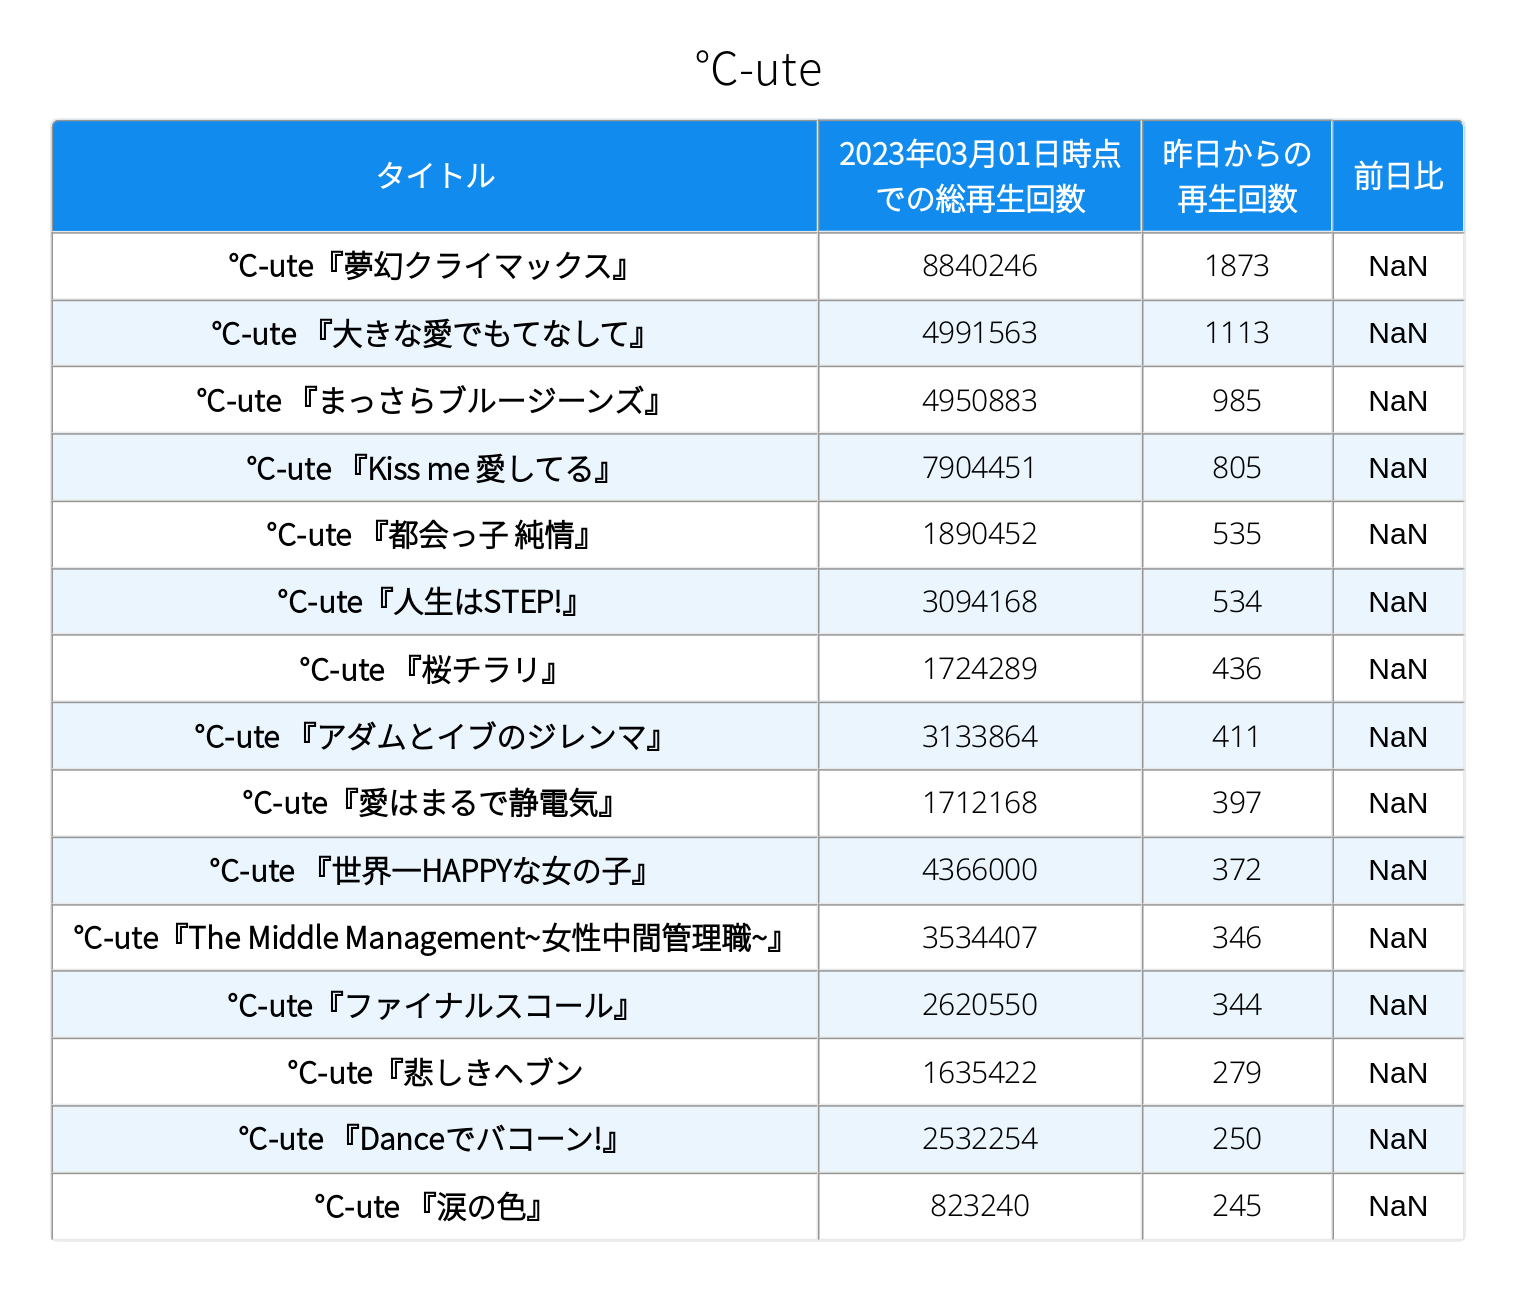 ℃-ute
タイトル 2023年03月01日時点での総再生回数 昨日からの再生回数 前日比
℃-ute『夢幻クライマックス』 8840246 1873 NaN
℃-ute 『大きな愛でもてなして』 4991563 1113 NaN
℃-ute 『まっさらブルージーンズ』 4950883 985 NaN
℃-ute 『Kiss me 愛してる』 7904451 805 NaN
℃-ute 『都会っ子 純情』 1890452 535 NaN
℃-ute『人生はSTEP!』 3094168 534 NaN
℃-ute 『桜チラリ』 1724289 436 NaN
℃-ute 『アダムとイブのジレンマ』 3133864 411 NaN
℃-ute『愛はまるで静電気』 1712168 397 NaN
℃-ute 『世界一HAPPYな女の子』 4366000 372 NaN
℃-ute『The Middle Management~女性中間管理職~』 3534407 346 NaN
℃-ute『ファイナルスコール』 2620550 344 NaN
℃-ute『悲しきヘブン 1635422 279 NaN
℃-ute 『Danceでバコーン!』 2532254 250 NaN
℃-ute 『涙の色』 823240 245 NaN